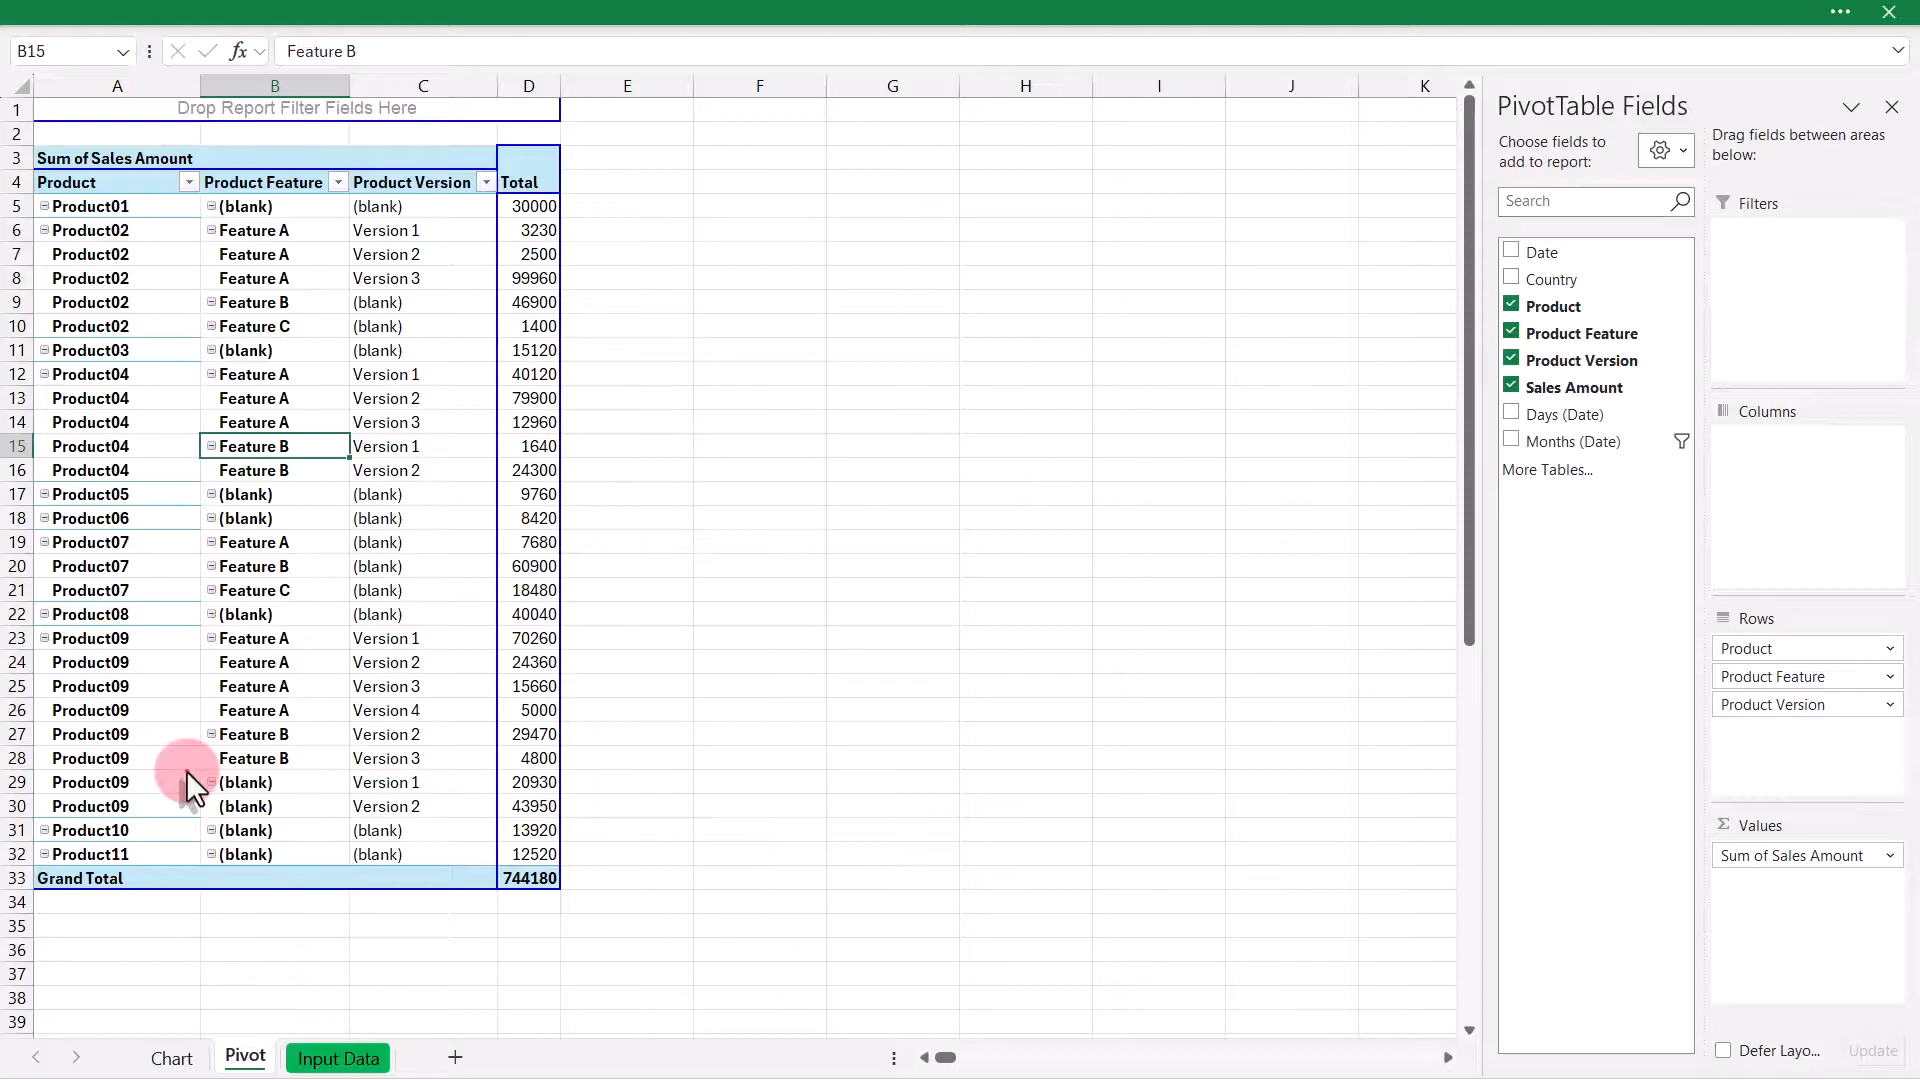 B15
fx
Feature B
A B C D E F G H I J K
1 Drop Report Filter Fields Here
2
3 Sum of Sales Amount
4 Product Product Feature Product Version Total
5 Product01 (blank) (blank) 30000
6 Product02 Feature A Version 1 3230
7 Product02 Feature A Version 2 2500
8 Product02 Feature A Version 3 99960
9 Product02 Feature B (blank) 46900
10 Product02 Feature C (blank) 1400
11 Product03 (blank) (blank) 15120
12 Product04 Feature A Version 1 40120
13 Product04 Feature A Version 2 79900
14 Product04 Feature A Version 3 12960
15 Product04 Feature B Version 1 1640
16 Product04 Feature B Version 2 24300
17 Product05 (blank) (blank) 9760
18 Product06 (blank) (blank) 8420
19 Product07 Feature A (blank) 7680
20 Product07 Feature B (blank) 60900
21 Product07 Feature C (blank) 18480
22 Product08 (blank) (blank) 40040
23 Product09 Feature A Version 1 70260
24 Product09 Feature A Version 2 24360
25 Product09 Feature A Version 3 15660
26 Product09 Feature A Version 4 5000
27 Product09 Feature B Version 2 29470
28 Product09 Feature B Version 3 4800
29 Product09 (blank) Version 1 20930
30 Product09 (blank) Version 2 43950
31 Product10 (blank) (blank) 13920
32 Product11 (blank) (blank) 12520
33 Grand Total 744180
34
35
36
37
38
39
Chart Pivot Input Data +
PivotTable Fields
Choose fields to
add to report:
Search
Date
Country
Product
Product Feature
Product Version
Sales Amount
Days (Date)
Months (Date)
More Tables...
Drag fields between areas
below:
Filters
Columns
Rows
Product
Product Feature
Product Version
Σ Values
Sum of Sales Amount
Defer Layo... Update